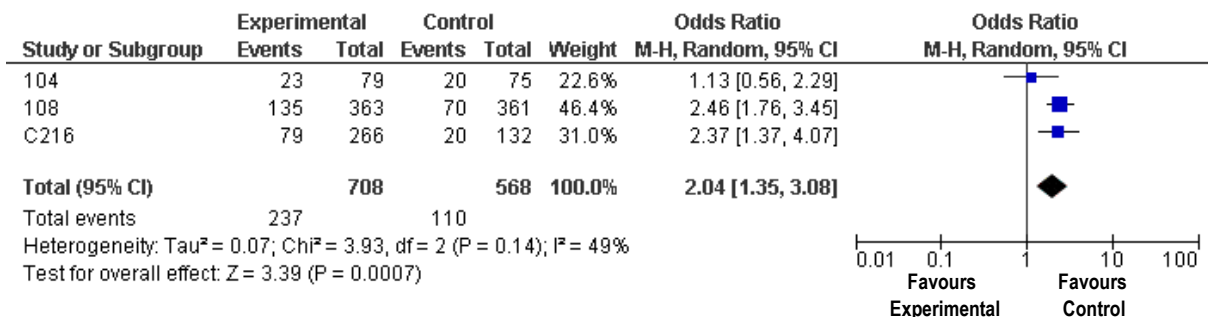 Experimental Control Odds Ratio Odds Ratio
Study or Subgroup Events Total Events Total Weight M-H, Random, 95% CI M-H, Random, 95% CI
104 23 79 20 75 22.6% 1.13 [0.56, 2.29]
108 135 363 70 361 46.4% 2.46 [1.76, 3.45]
C216 79 266 20 132 31.0% 2.37 [1.37, 4.07]
Total (95% CI) 708 568 100.0% 2.04 [1.35, 3.08]
Total events 237 110
Heterogeneity: Tau² = 0.07; Chi² = 3.93, df = 2 (P = 0.14); I² = 49%
Test for overall effect: Z = 3.39 (P = 0.0007)
0.01 0.1 1 10 100
Favours Favours
Experimental Control